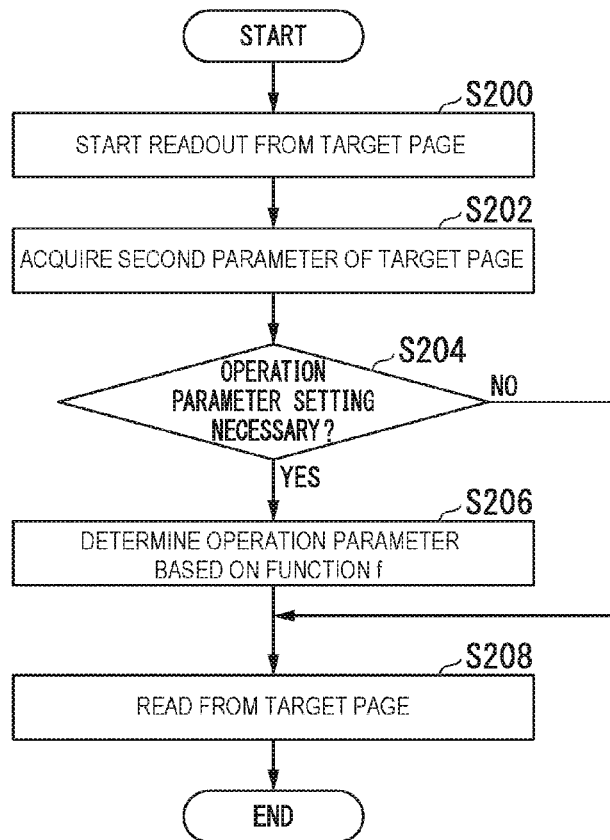 START
S200
START READOUT FROM TARGET PAGE
S202
ACQUIRE SECOND PARAMETER OF TARGET PAGE
S204
OPERATION
PARAMETER SETTING
NECESSARY?
NO
YES
S206
DETERMINE OPERATION PARAMETER
BASED ON FUNCTION f
S208
READ FROM TARGET PAGE
END